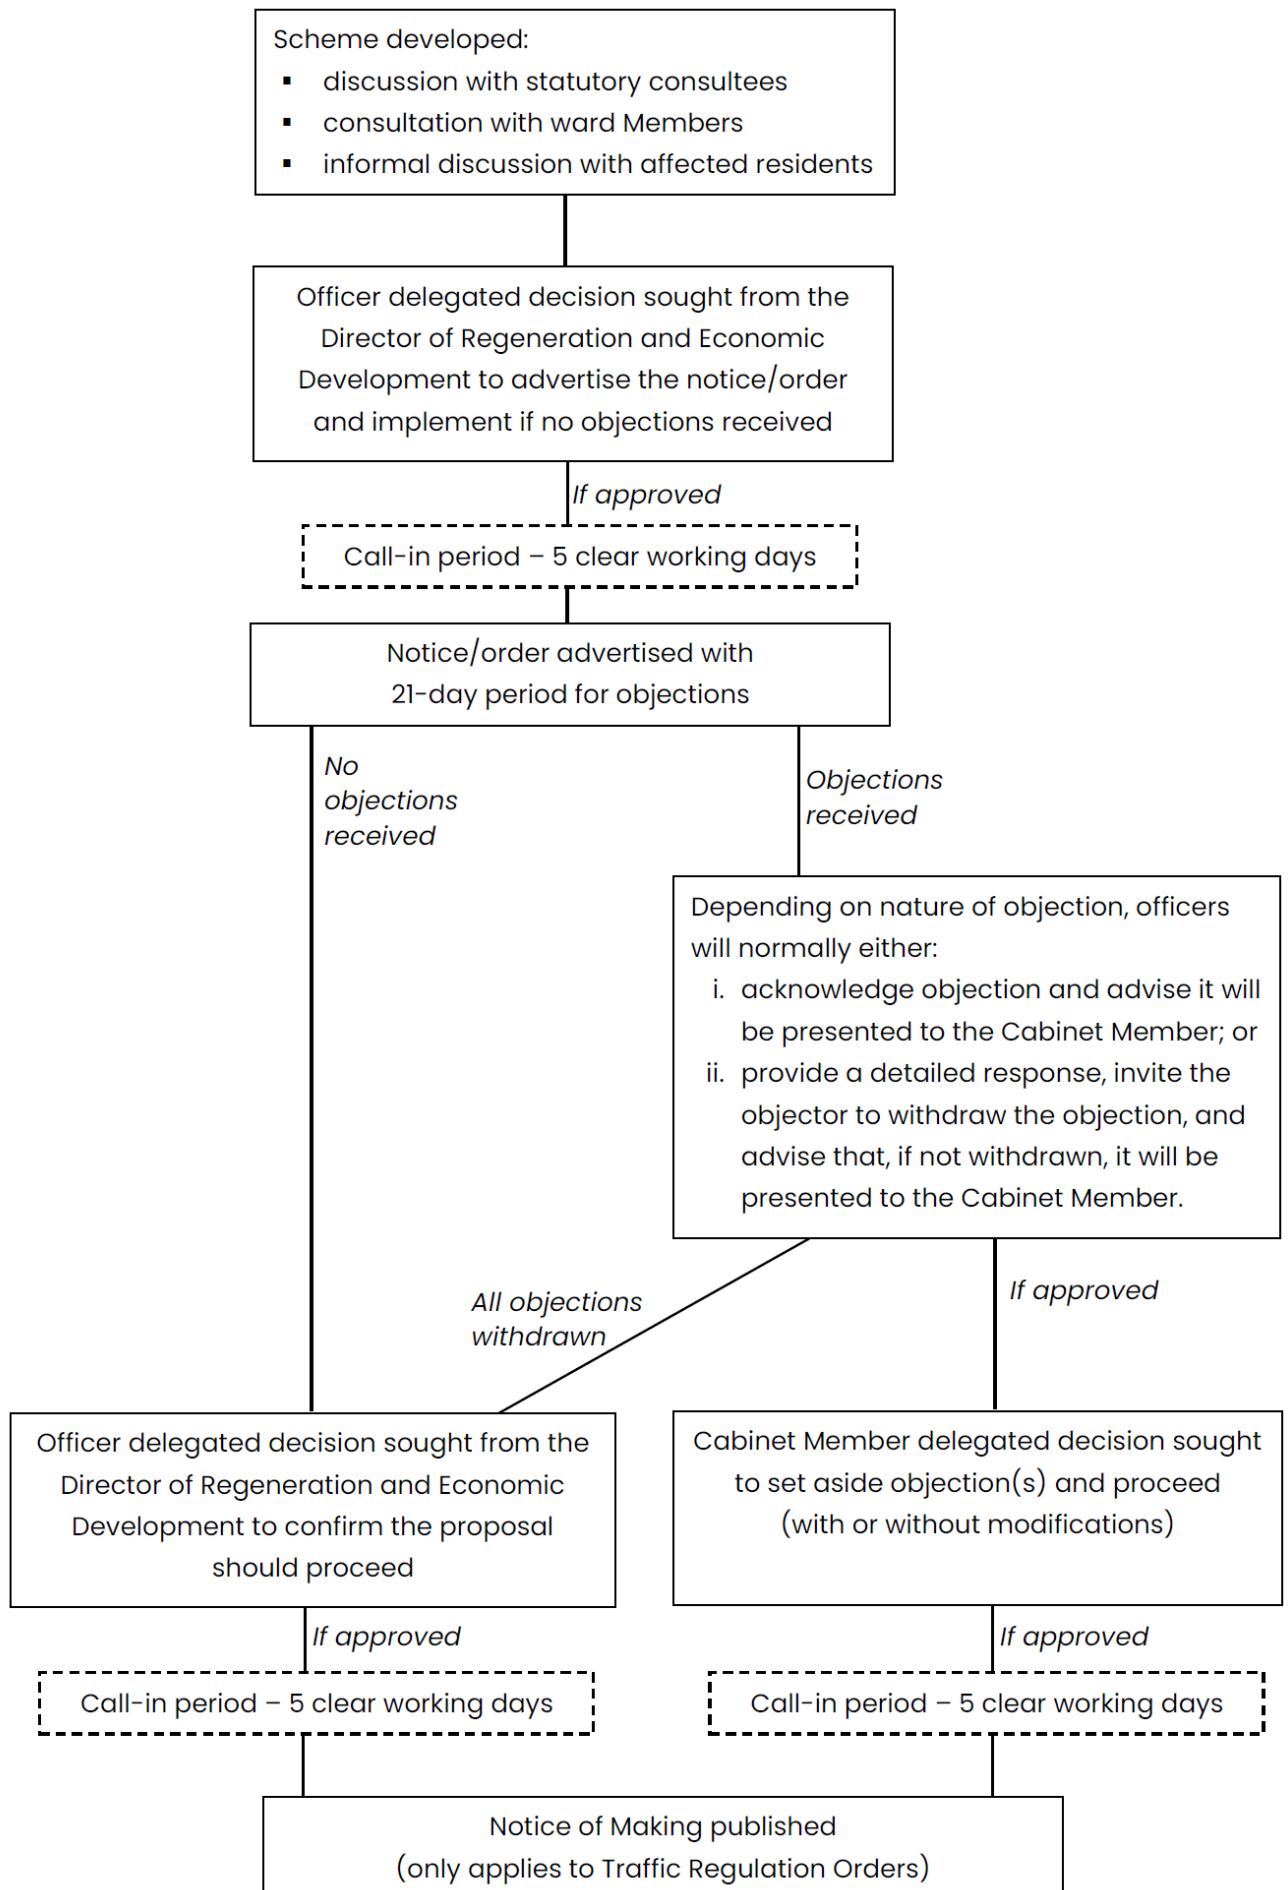 Scheme developed:
▪ discussion with statutory consultees
▪ consultation with ward Members
▪ informal discussion with affected residents
Officer delegated decision sought from the
Director of Regeneration and Economic
Development to advertise the notice/order
and implement if no objections received
If approved
Call-in period – 5 clear working days
Notice/order advertised with
21-day period for objections
No
objections
received
Objections
received
Depending on nature of objection, officers
will normally either:
i. acknowledge objection and advise it will
be presented to the Cabinet Member; or
ii. provide a detailed response, invite the
objector to withdraw the objection, and
advise that, if not withdrawn, it will be
presented to the Cabinet Member.
All objections
withdrawn
If approved
Officer delegated decision sought from the
Director of Regeneration and Economic
Development to confirm the proposal
should proceed
Cabinet Member delegated decision sought
to set aside objection(s) and proceed
(with or without modifications)
If approved
If approved
Call-in period – 5 clear working days
Call-in period – 5 clear working days
Notice of Making published
(only applies to Traffic Regulation Orders)